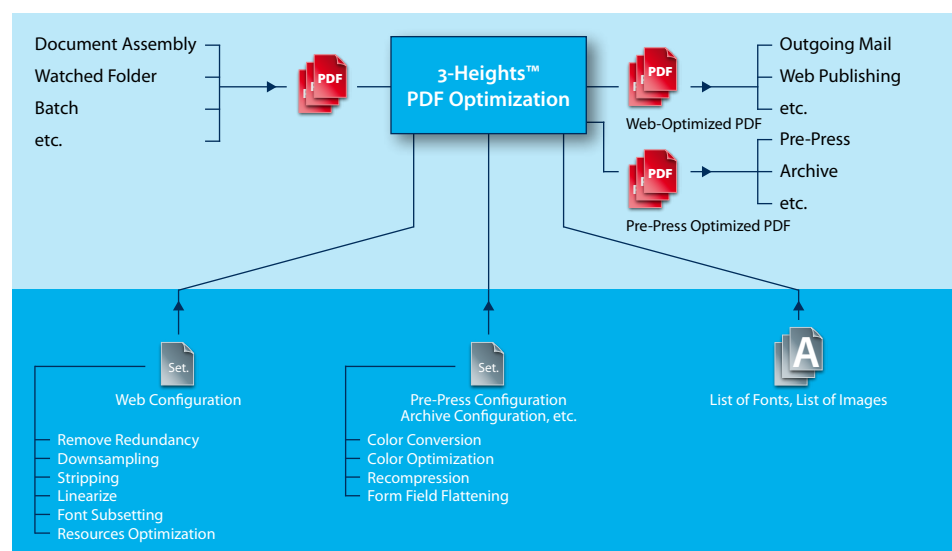 Document Assembly
Watched Folder
Batch
etc.
PDF
3-Heights™
PDF Optimization
PDF
Web-Optimized PDF
Outgoing Mail
Web Publishing
etc.
PDF
Pre-Press Optimized PDF
Pre-Press
Archive
etc.
Set.
Web Configuration
Remove Redundancy
Downsampling
Stripping
Linearize
Font Subsetting
Resources Optimization
Set.
Pre-Press Configuration
Archive Configuration, etc.
Color Conversion
Color Optimization
Recompression
Form Field Flattening
A
List of Fonts, List of Images